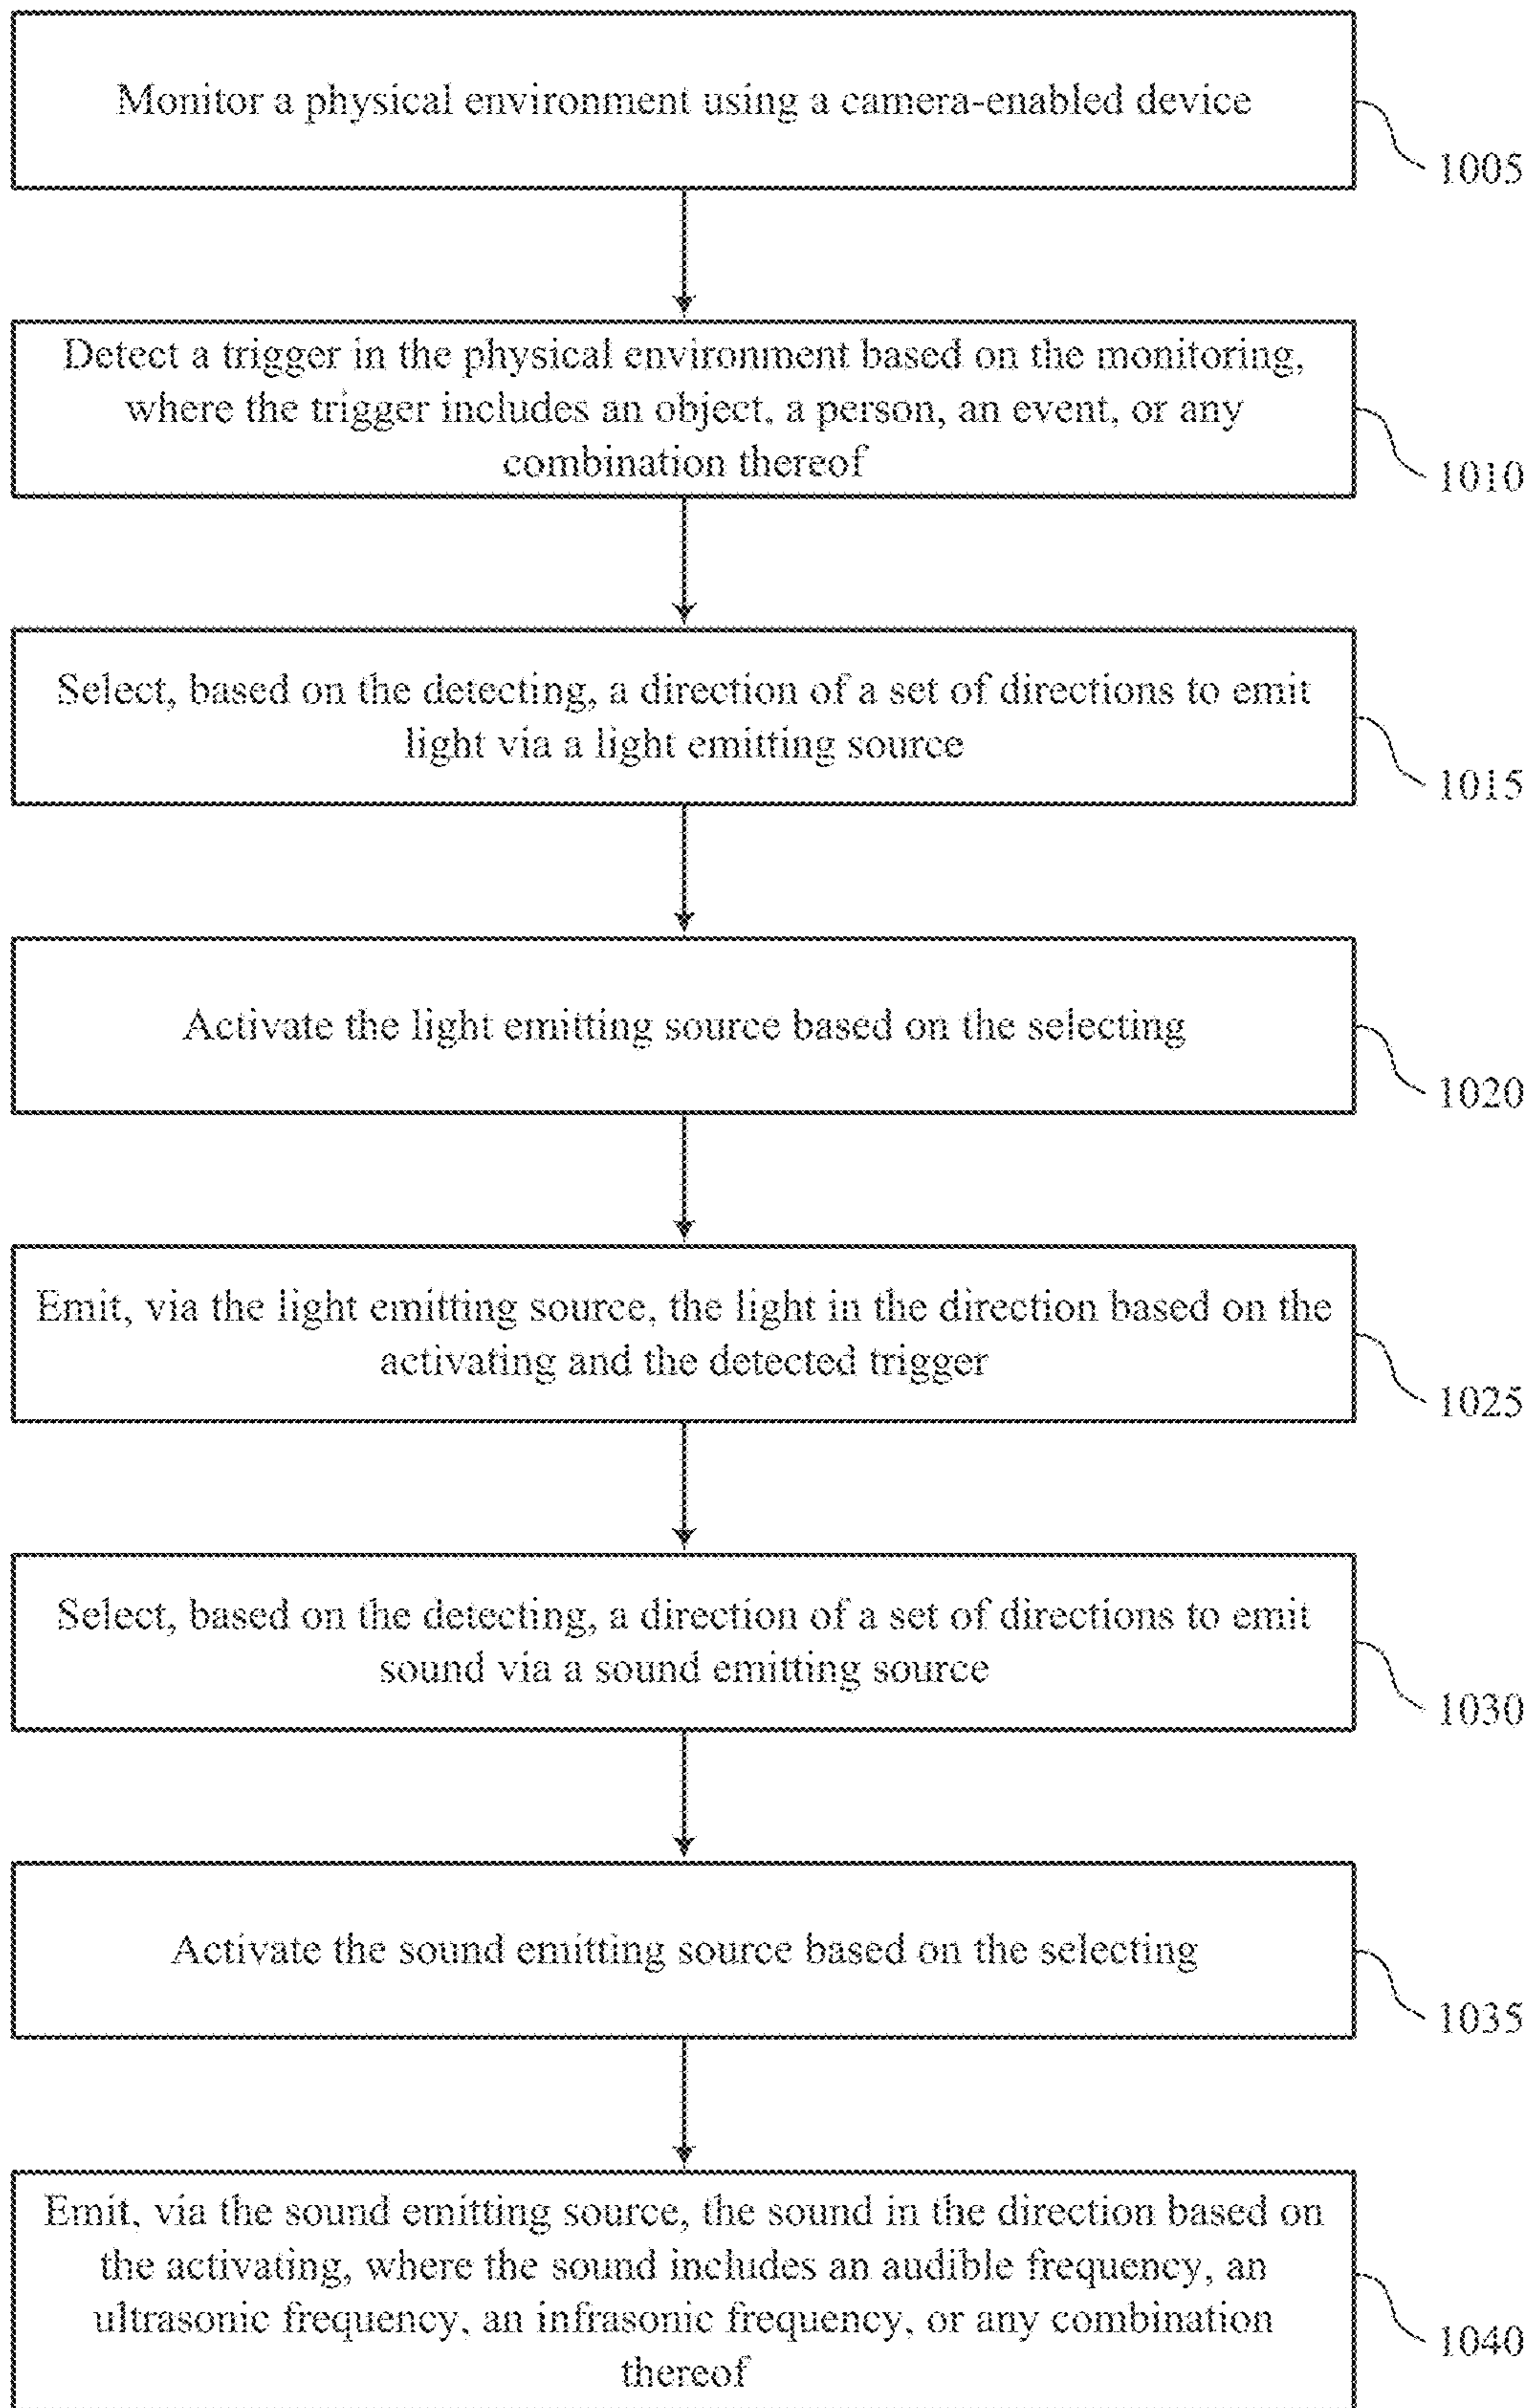 Monitor a physical environment using a camera-enabled device
1005
Detect a trigger in the physical environment based on the monitoring,
where the trigger includes an object, a person, an event, or any
combination thereof
1010
Select, based on the detecting, a direction of a set of directions to emit
light via a light emitting source
1015
Activate the light emitting source based on the selecting
1020
Emit, via the light emitting source, the light in the direction based on the
activating and the detected trigger
1025
Select, based on the detecting, a direction of a set of directions to emit
sound via a sound emitting source
1030
Activate the sound emitting source based on the selecting
1035
Emit, via the sound emitting source, the sound in the direction based on
the activating, where the sound includes an audible frequency, an
ultrasonic frequency, an infrasonic frequency, or any combination
thereof
1040